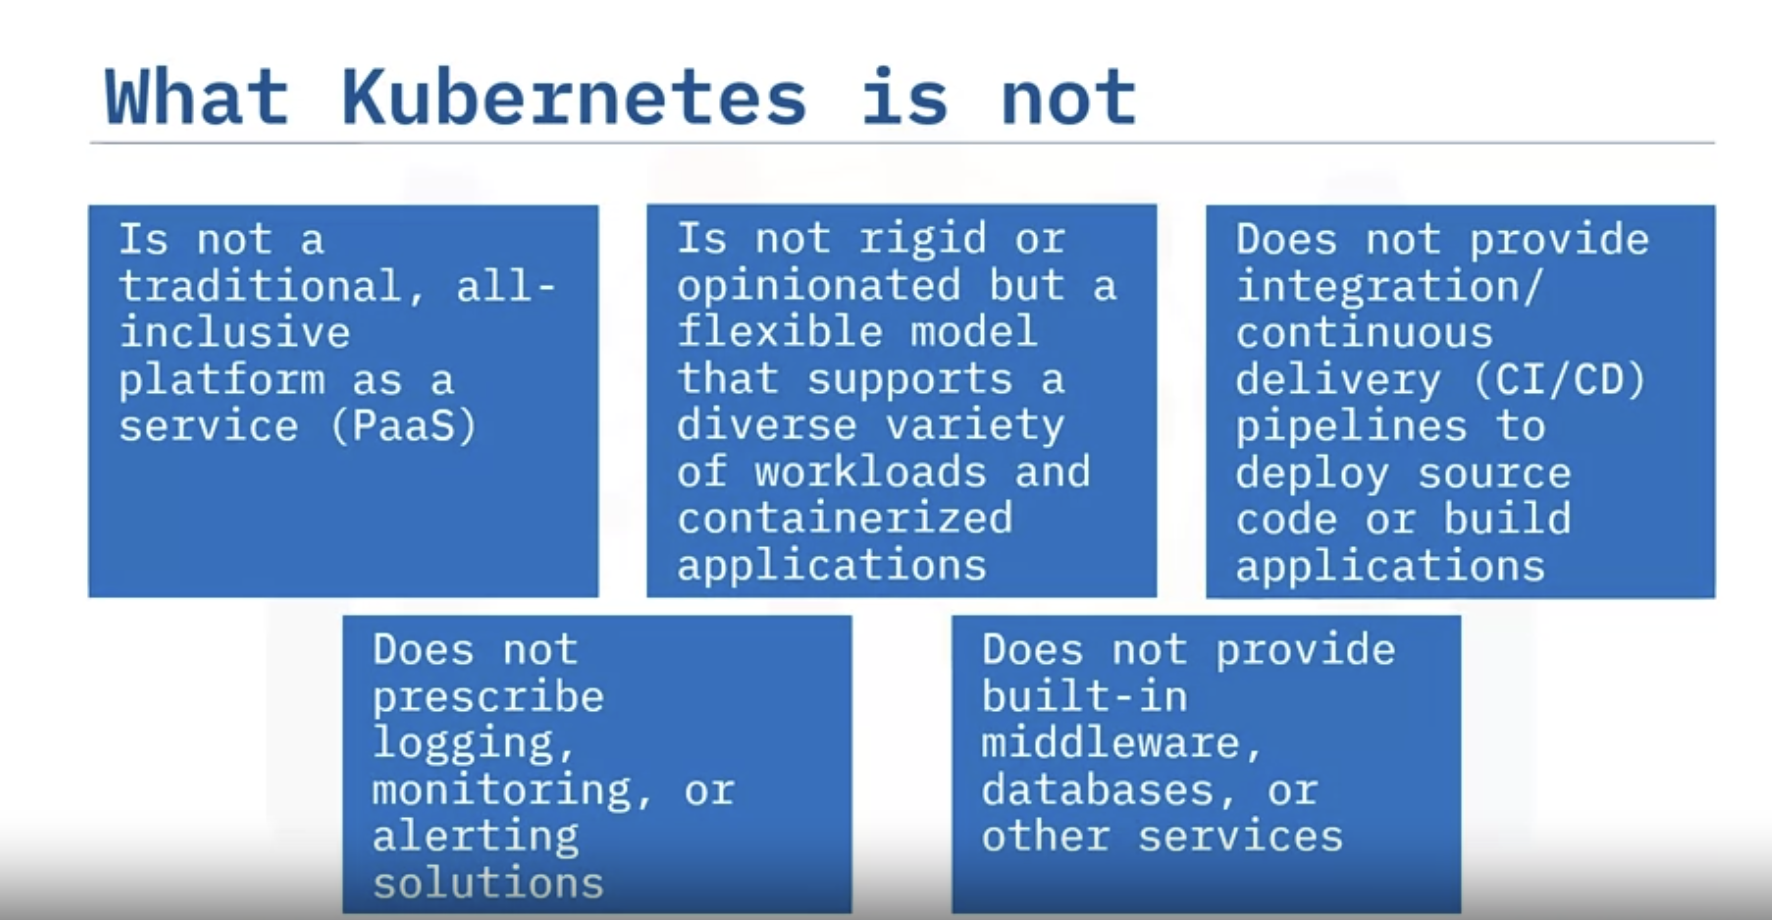 What Kubernetes is not
Is not a
traditional, all-
inclusive
platform as a
service (PaaS)
Is not rigid or
opinionated but a
flexible model
that supports a
diverse variety
of workloads and
containerized
applications
Does not provide
integration/
continuous
delivery (CI/CD)
pipelines to
deploy source
code or build
applications
Does not
prescribe
logging,
monitoring, or
alerting
solutions
Does not provide
built-in
middleware,
databases, or
other services